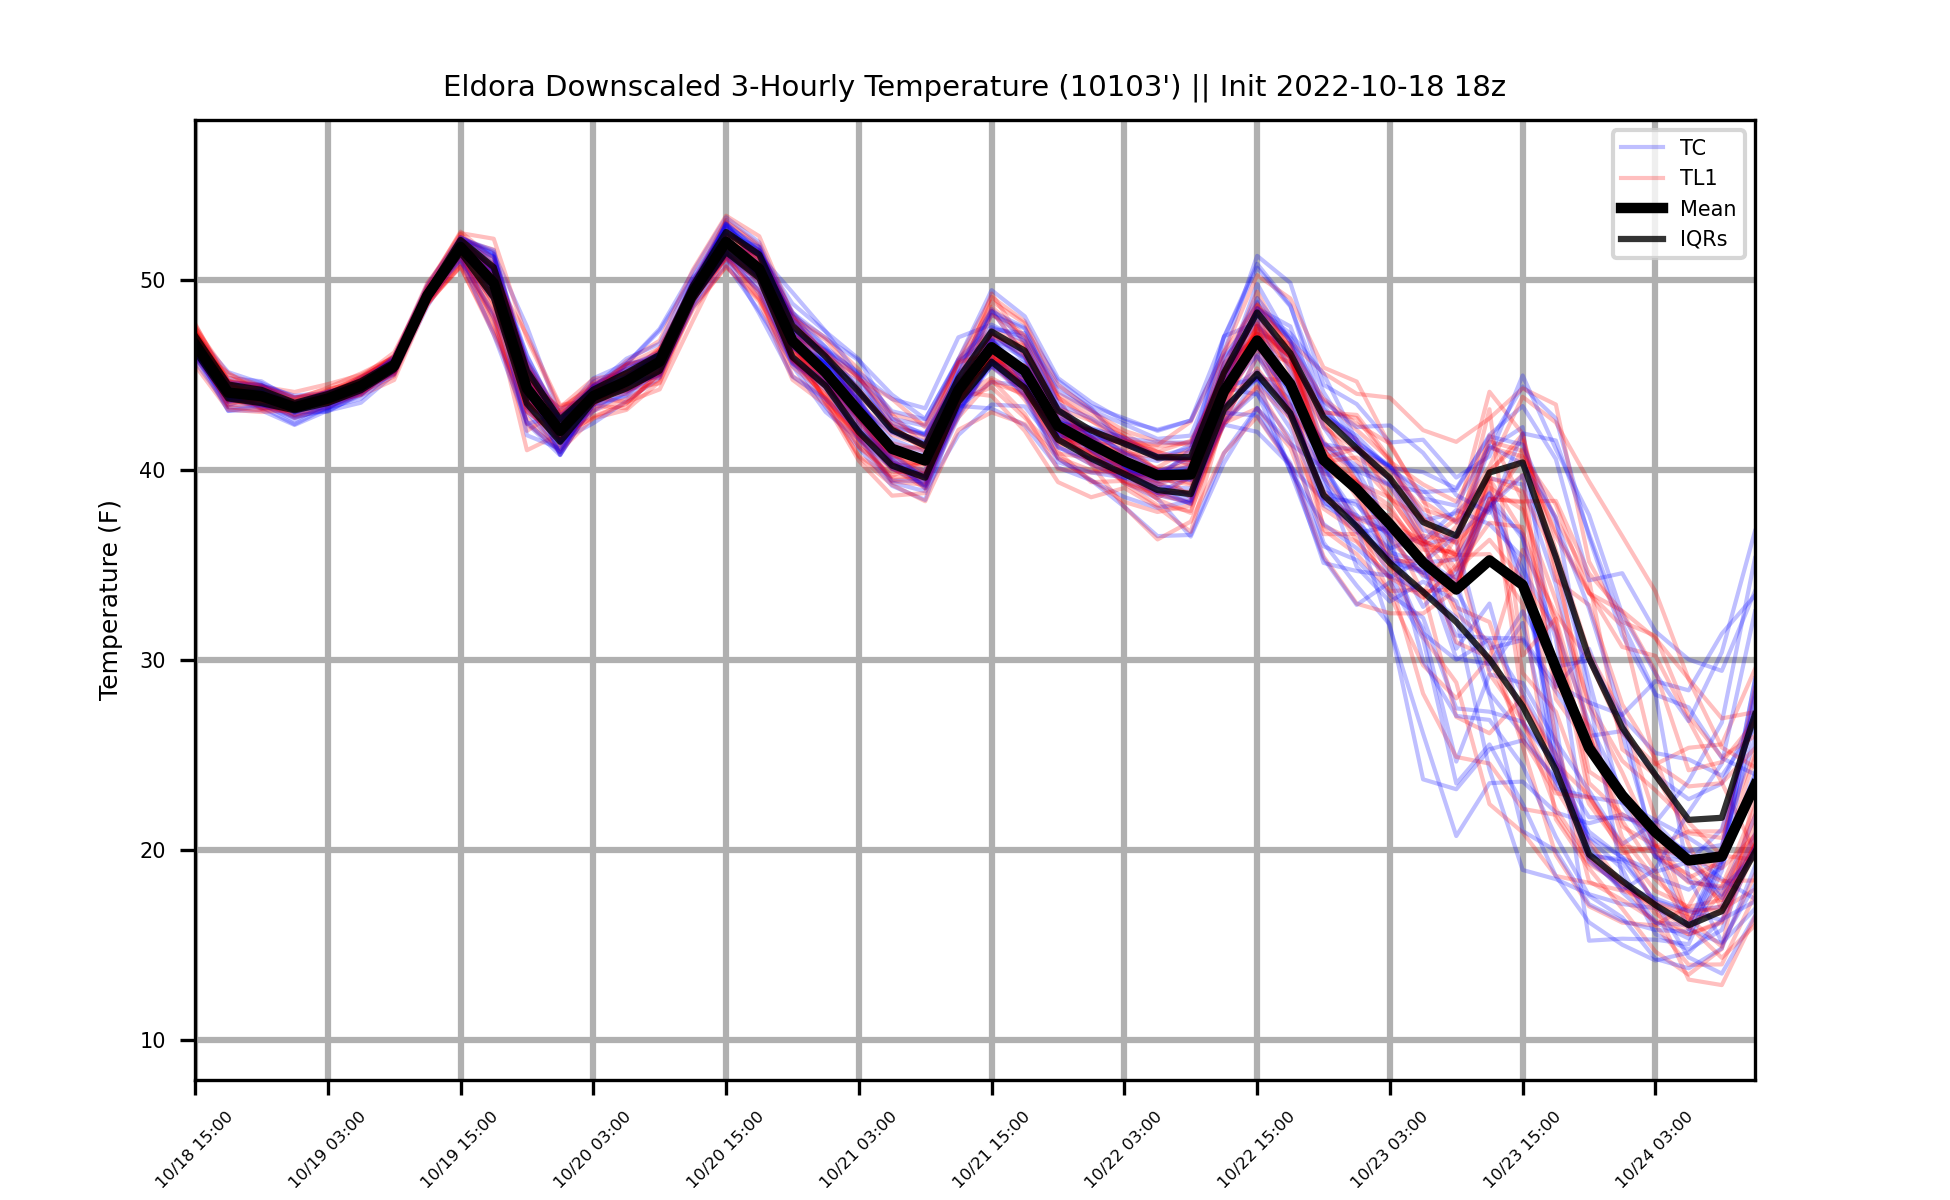 Eldora Downscaled 3-Hourly Temperature (10103') || Init 2022-10-18 18z
TC
TL1
Mean
IQRs
Temperature (F)
50
40
30
20
10
10/18 15:00
10/19 03:00
10/19 15:00
10/20 03:00
10/20 15:00
10/21 03:00
10/21 15:00
10/22 03:00
10/22 15:00
10/23 03:00
10/23 15:00
10/24 03:00